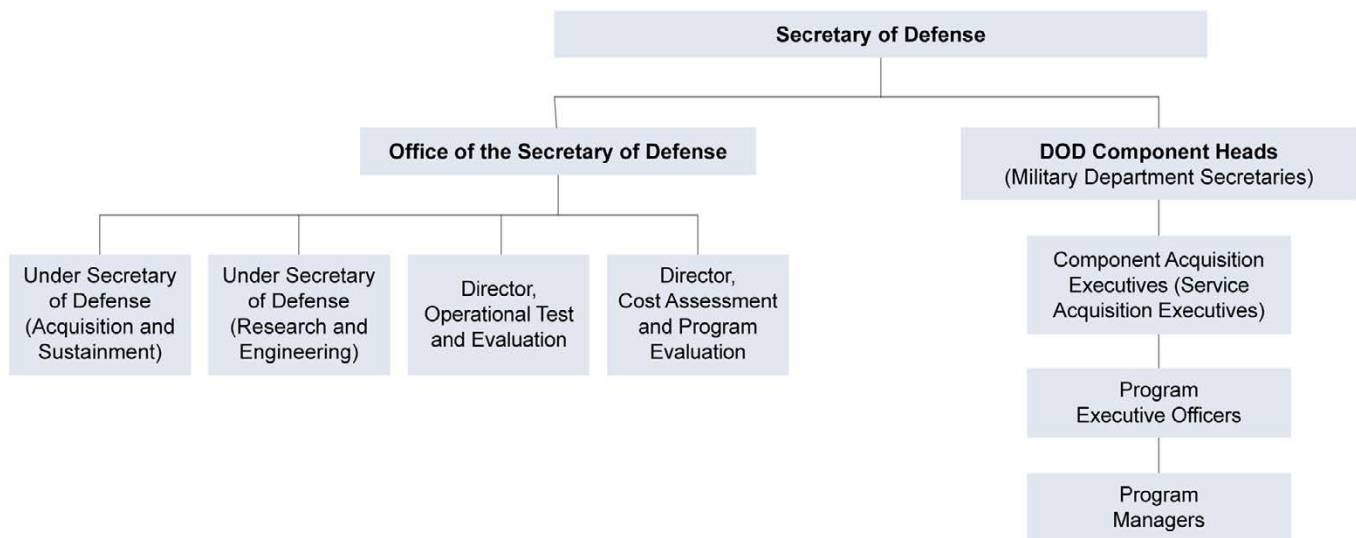 Secretary of Defense
Office of the Secretary of Defense
DOD Component Heads
(Military Department Secretaries)
Under Secretary
of Defense
(Acquisition and
Sustainment)
Under Secretary
of Defense
(Research and
Engineering)
Director,
Operational Test
and Evaluation
Director,
Cost Assessment
and Program
Evaluation
Component Acquisition
Executives (Service
Acquisition Executives)
Program
Executive Officers
Program
Managers